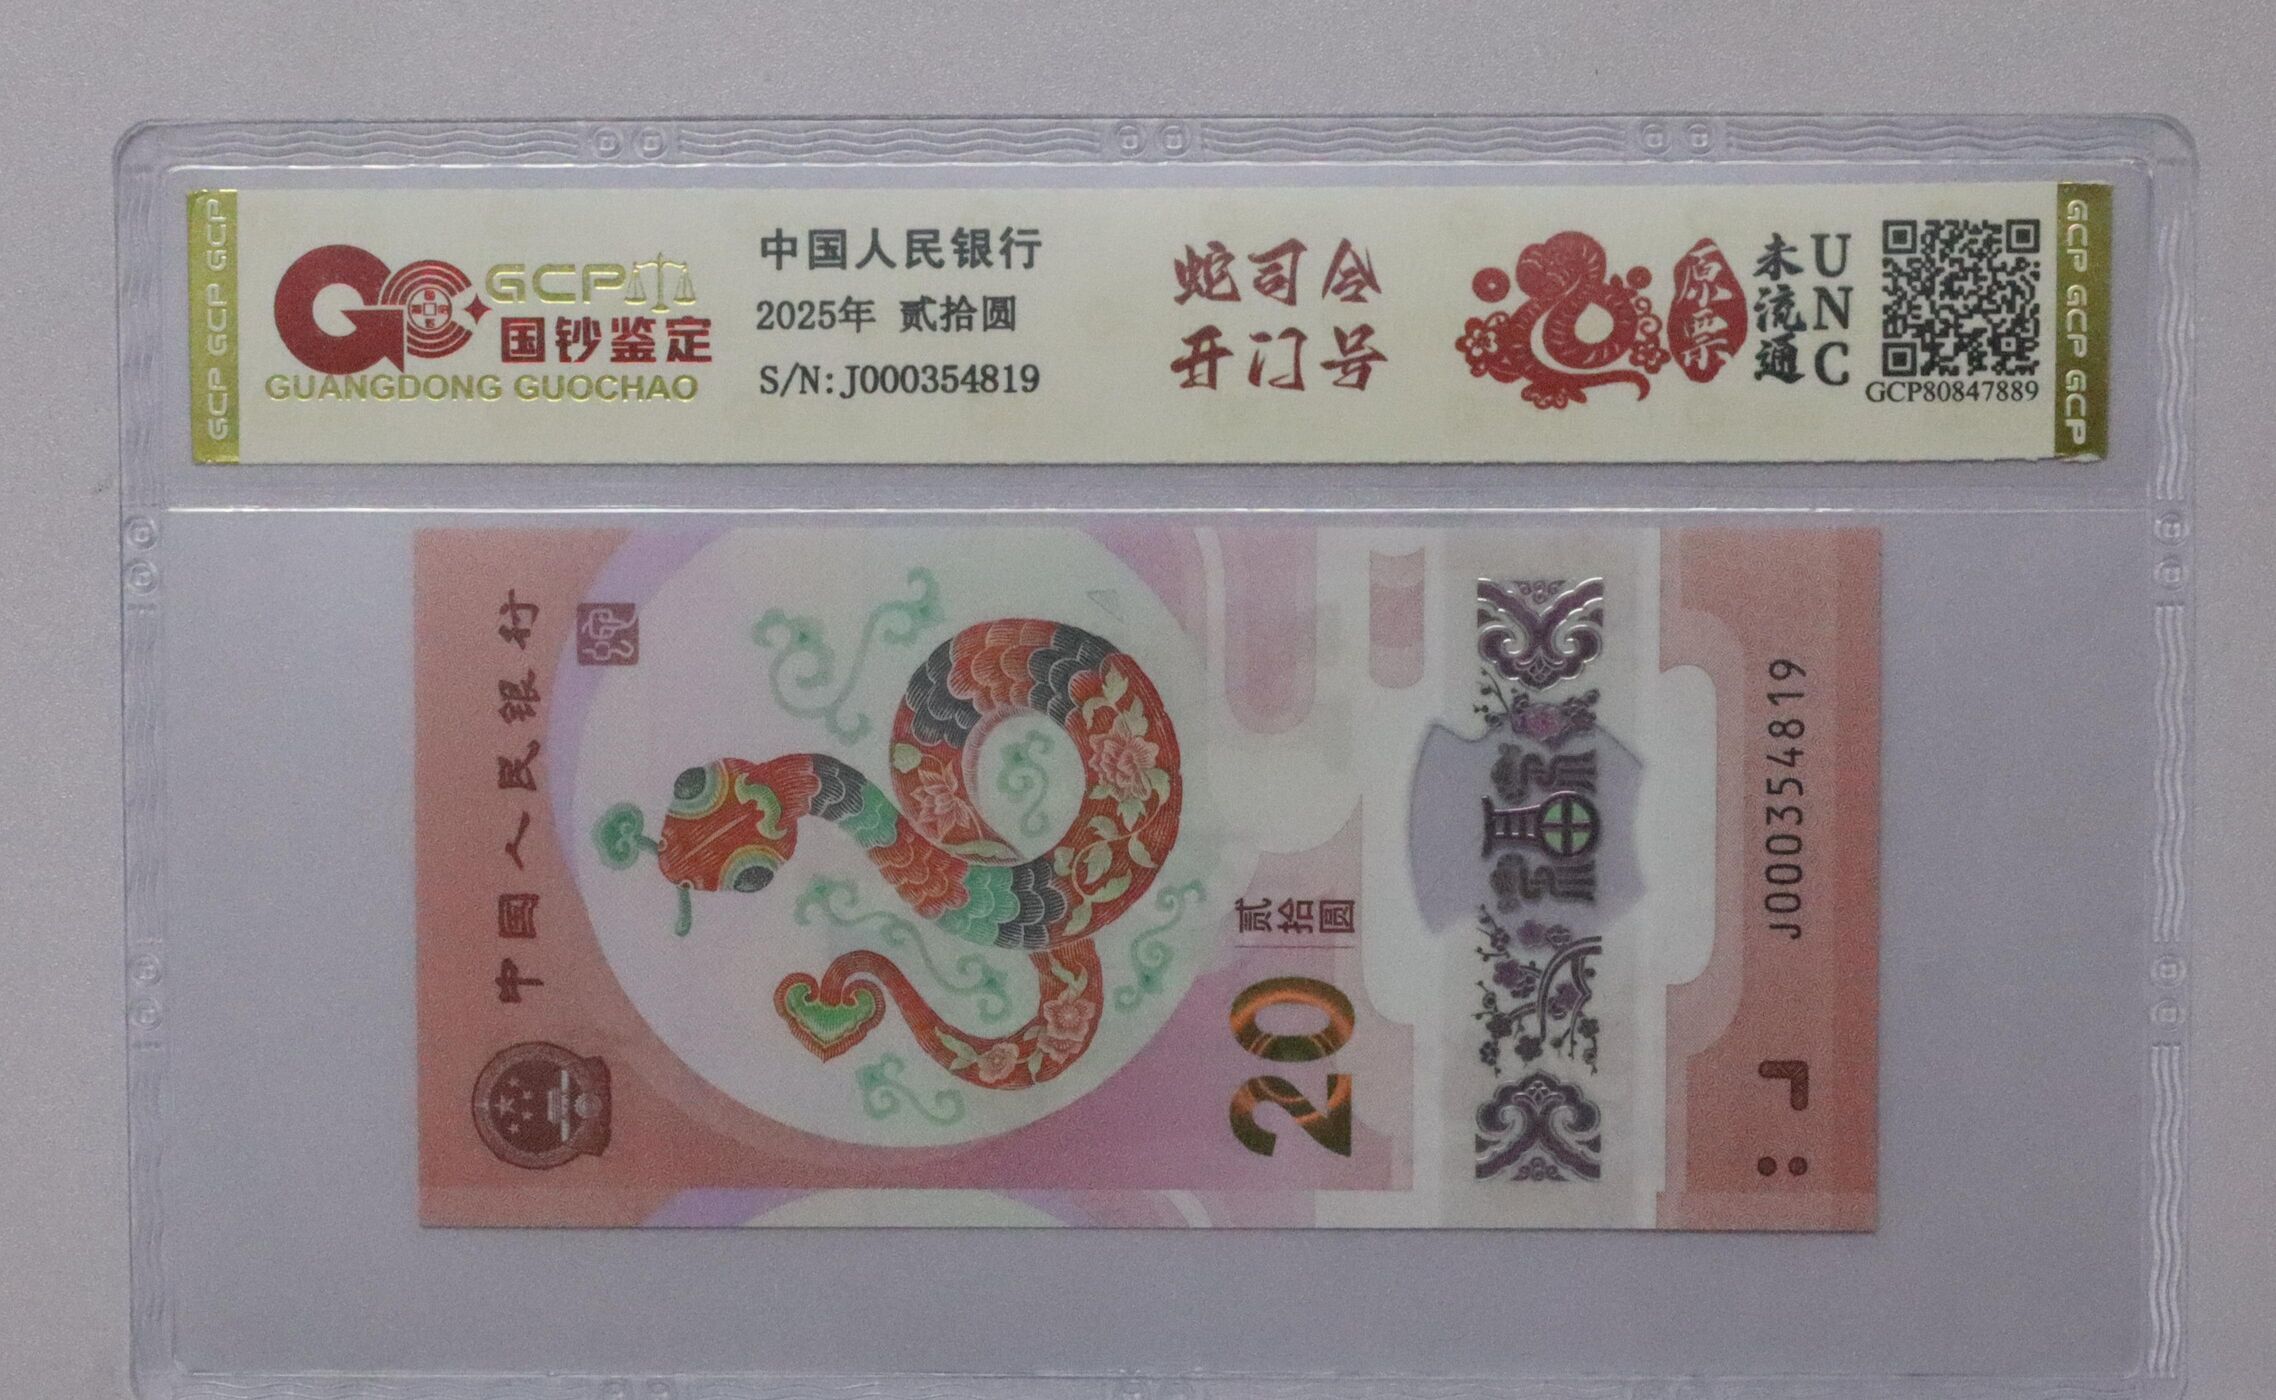 GCP GCP GCP
GCP
国钞鉴定
GUANGDONG GUOCHAO
中国人民银行
2025年 贰拾圆
S/N:J000354819
蛇司令
开门号
原票
未流通
UNC
GCP80847889
GCP GCP GCP
中国人民银行
贰拾圆
20
福
J000354819